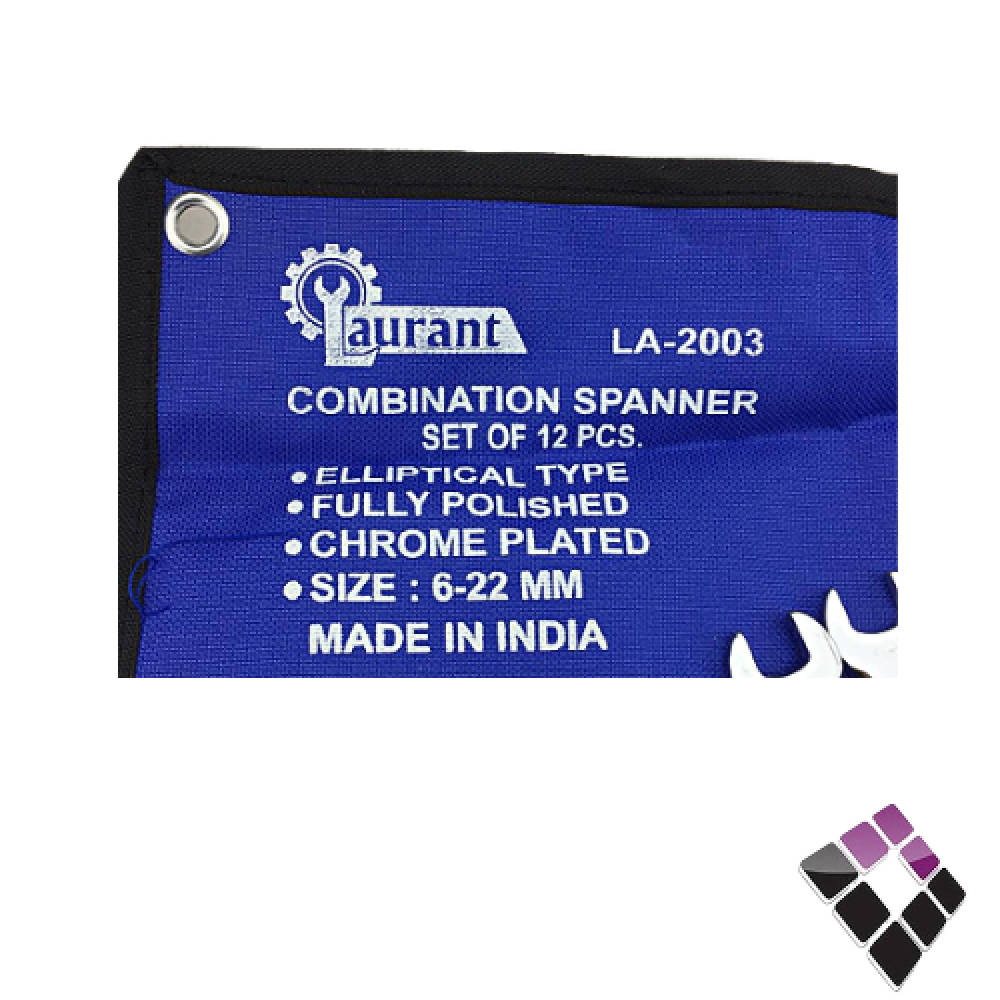 Laurant
LA-2003
COMBINATION SPANNER
SET OF 12 PCS.
• ELLIPTICAL TYPE
• FULLY POLISHED
• CHROME PLATED
• SIZE : 6-22 MM
MADE IN INDIA